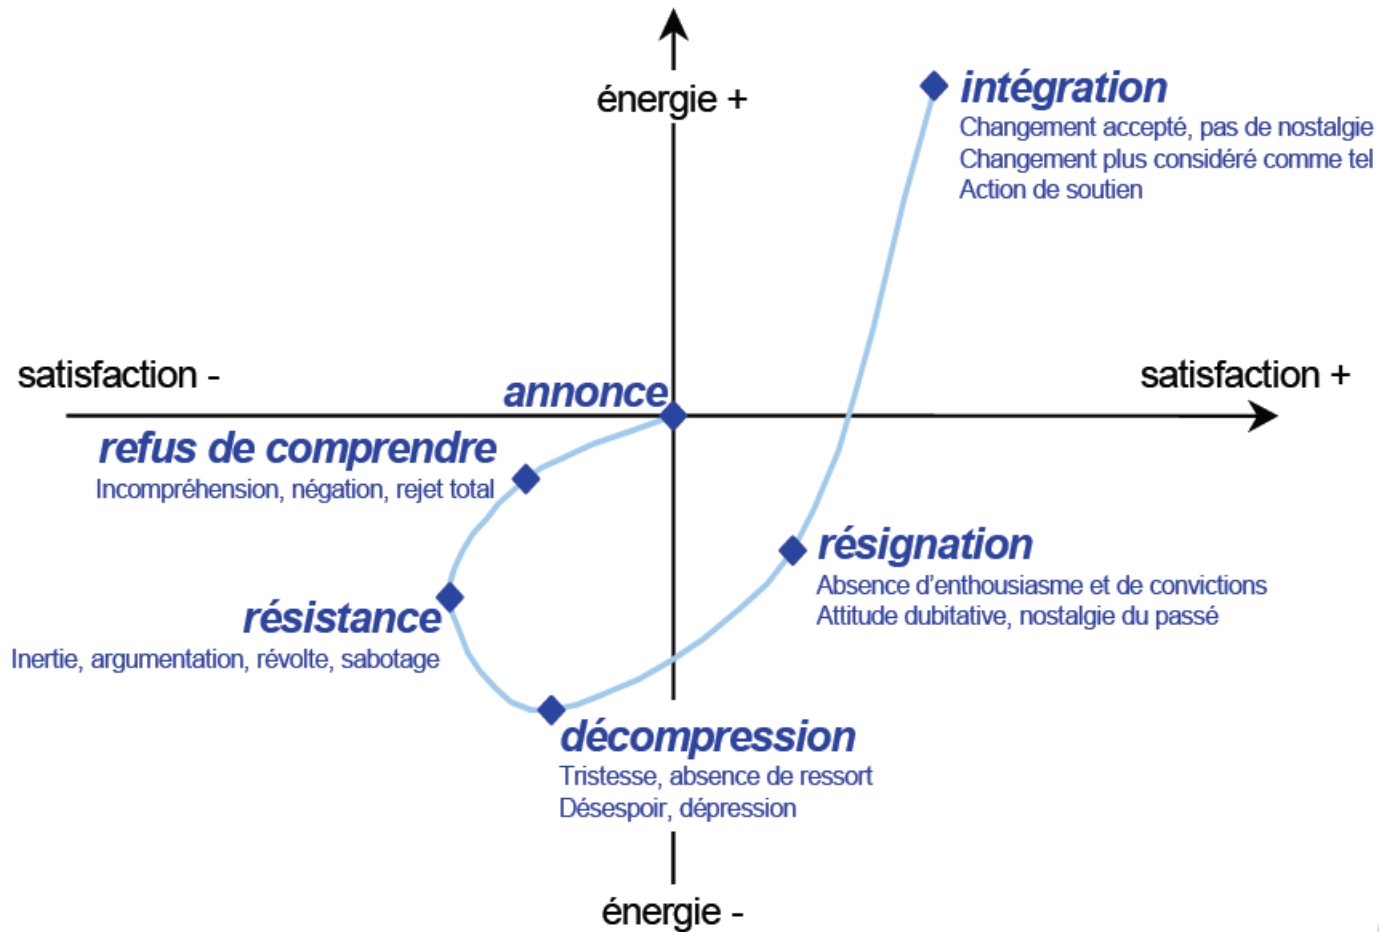 énergie +
intégration
Changement accepté, pas de nostalgie
Changement plus considéré comme tel
Action de soutien
satisfaction -
satisfaction +
annonce
refus de comprendre
Incompréhension, négation, rejet total
résignation
Absence d’enthousiasme et de convictions
Attitude dubitative, nostalgie du passé
résistance
Inertie, argumentation, révolte, sabotage
décompression
Tristesse, absence de ressort
Désespoir, dépression
énergie -